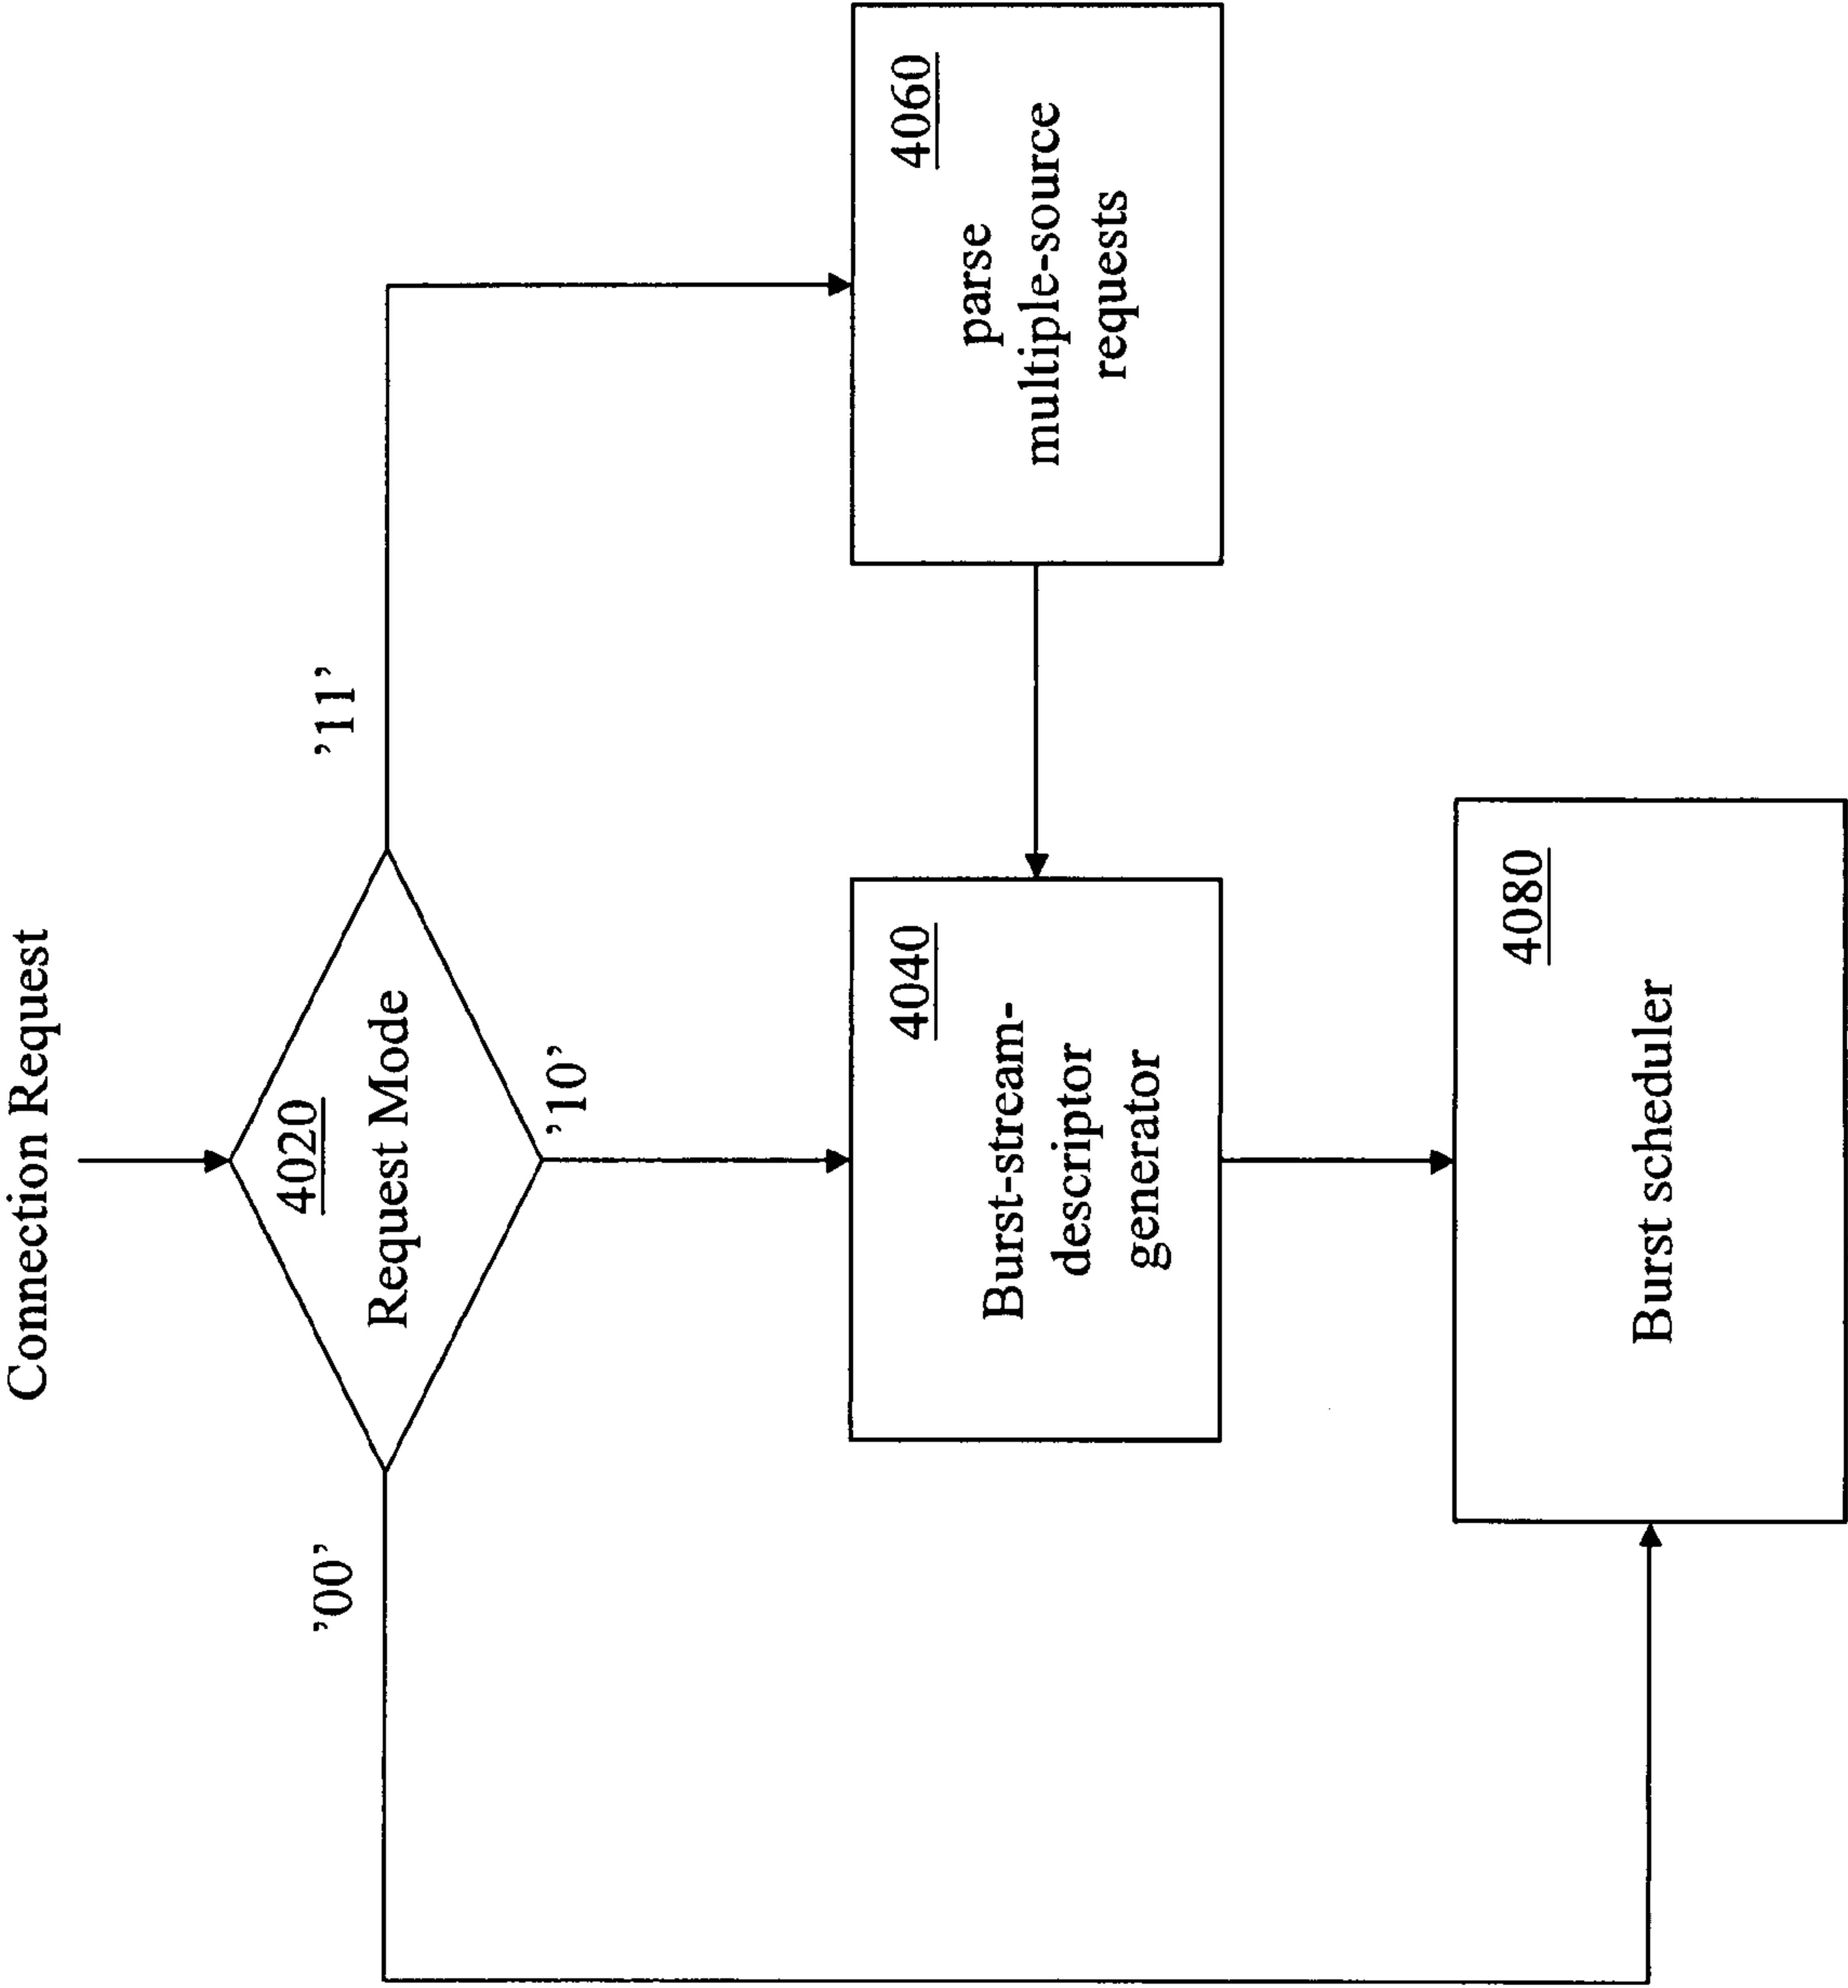 Connection Request
4020
Request Mode
’00’
’10’
’11’
4040
Burst-stream-
descriptor
generator
4060
parse
multiple-source
requests
4080
Burst scheduler